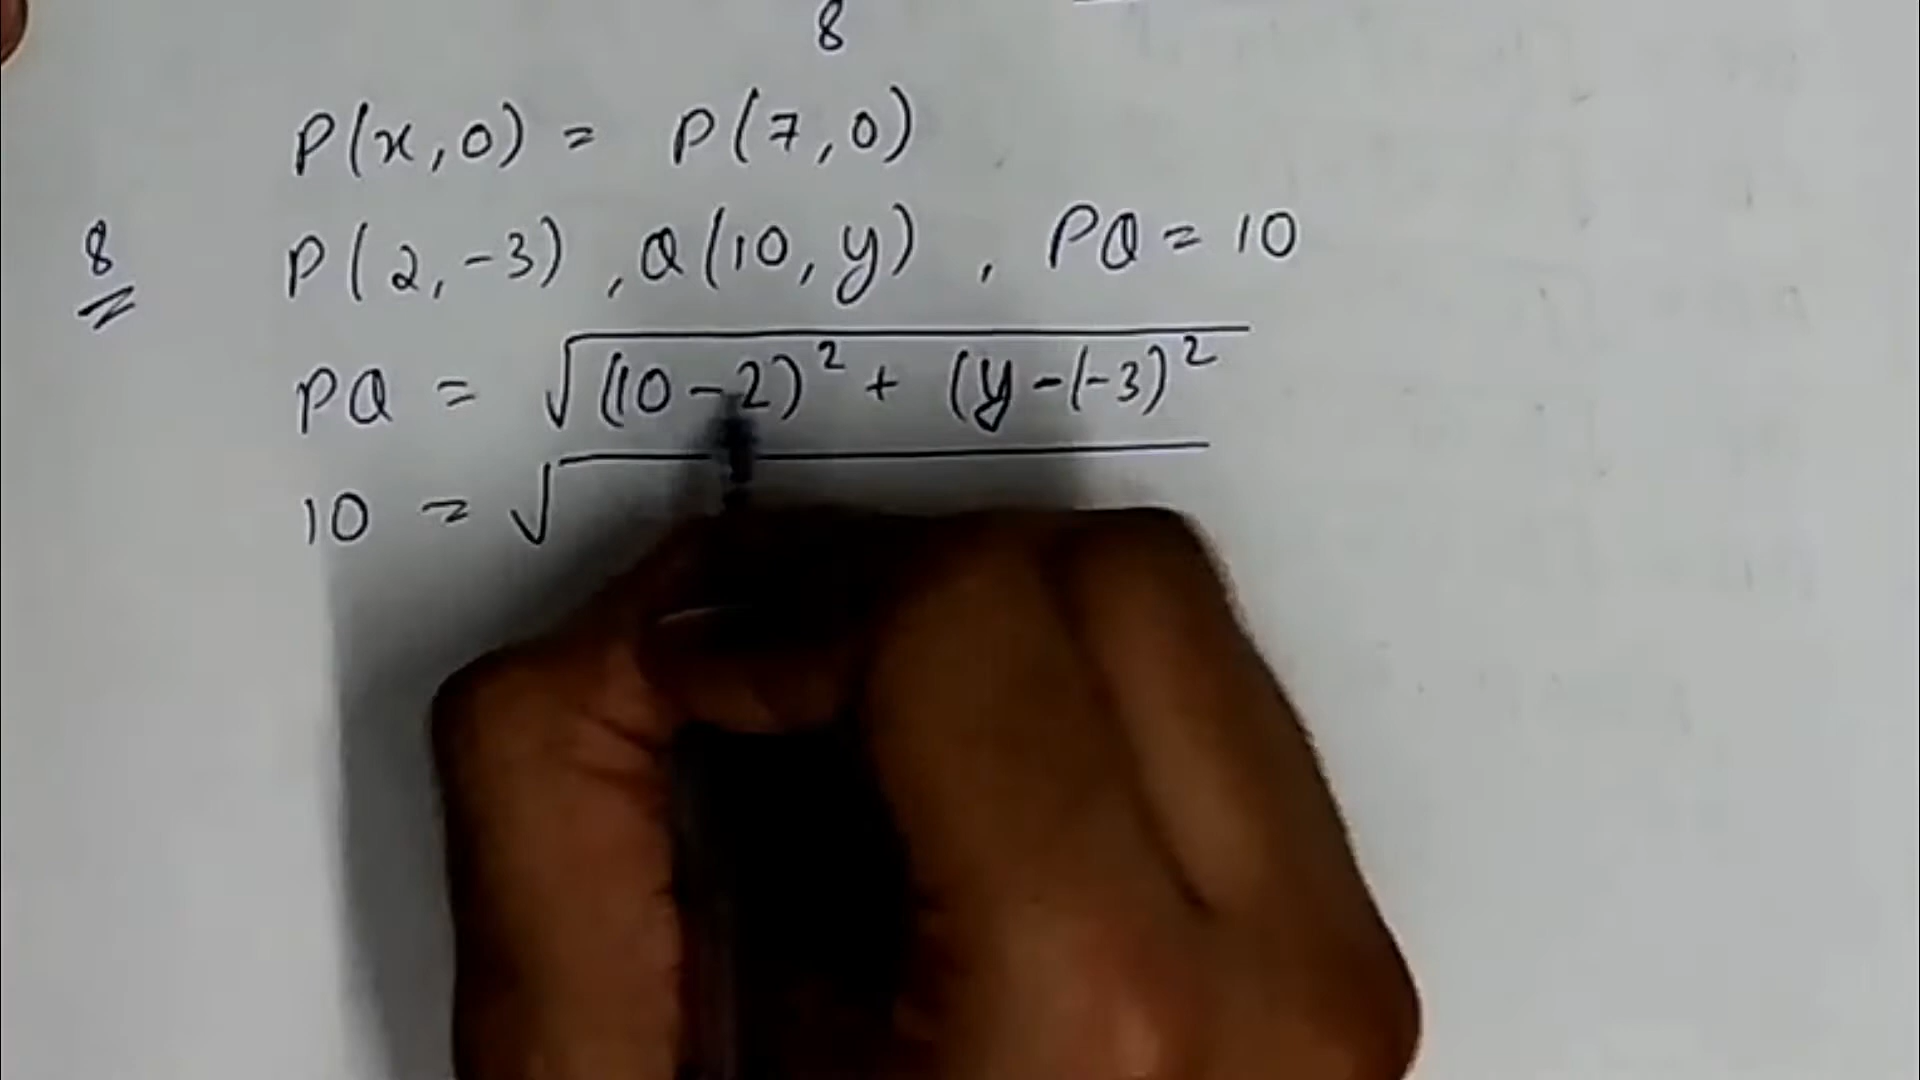 8
P(x,0) = P(7,0)
8 P(2,-3), Q(10,y), PQ = 10
PQ = √(10-2)² + (y-(-3)²
10 = √